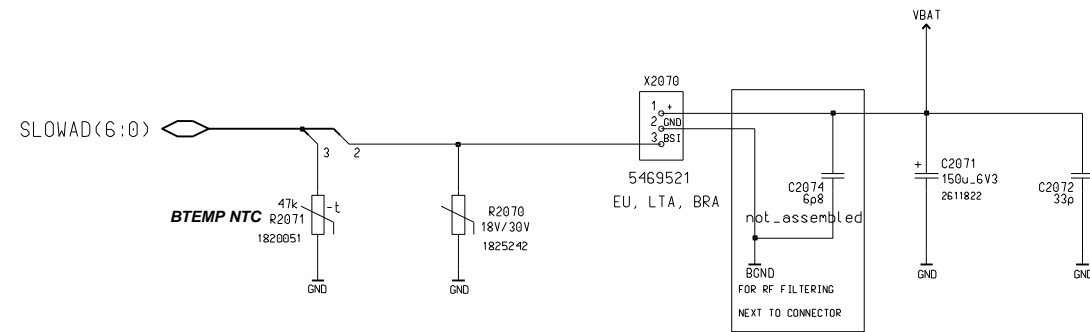 VBAT
X2070
SLOWAD(6:0)
1 +
2 GND
3 BSI
3
2
5469521
EU, LTA, BRA
C2074
6p8
not_assembled
C2071
+
150u_6V3
2611822
C2072
33p
BTEMP NTC
47k
-t
R2071
1820051
R2070
18V/30V
1825242
GND
GND
BGND
GND
GND
FOR RF FILTERING
NEXT TO CONNECTOR